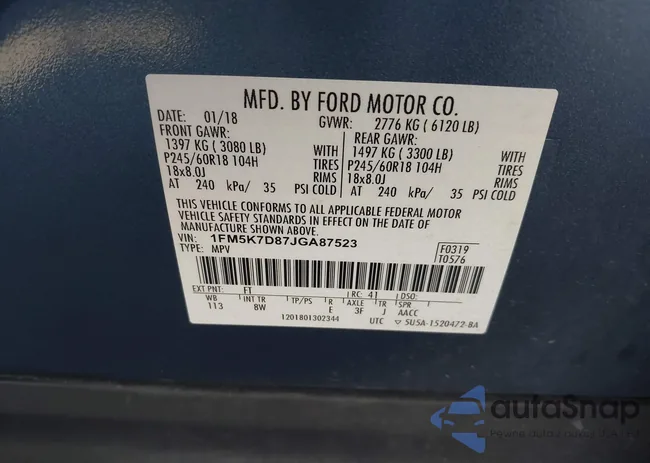 MFD. BY FORD MOTOR CO.
DATE: 01/18 GVWR: 2776 KG ( 6120 LB)
FRONT GAWR: REAR GAWR:
1397 KG ( 3080 LB) WITH 1497 KG ( 3300 LB) WITH
P245/60R18 104H TIRES P245/60R18 104H TIRES
18x8.0J RIMS 18x8.0J RIMS
AT 240 kPa/ 35 PSI COLD AT 240 kPa/ 35 PSI COLD
THIS VEHICLE CONFORMS TO ALL APPLICABLE FEDERAL MOTOR
VEHICLE SAFETY STANDARDS IN EFFECT ON THE DATE OF
MANUFACTURE SHOWN ABOVE.
VIN: 1FM5K7D87JGA87523 F0319
TYPE: MPV T0576
EXT PNT: FT RC: 41 DSO:
WB INT TR TP/PS R AXLE TR SPR
113 8W E 3F J AACC
1201801302344 UTC 5U5A-1520472-BA
autoSnap
Pewne auto z USA